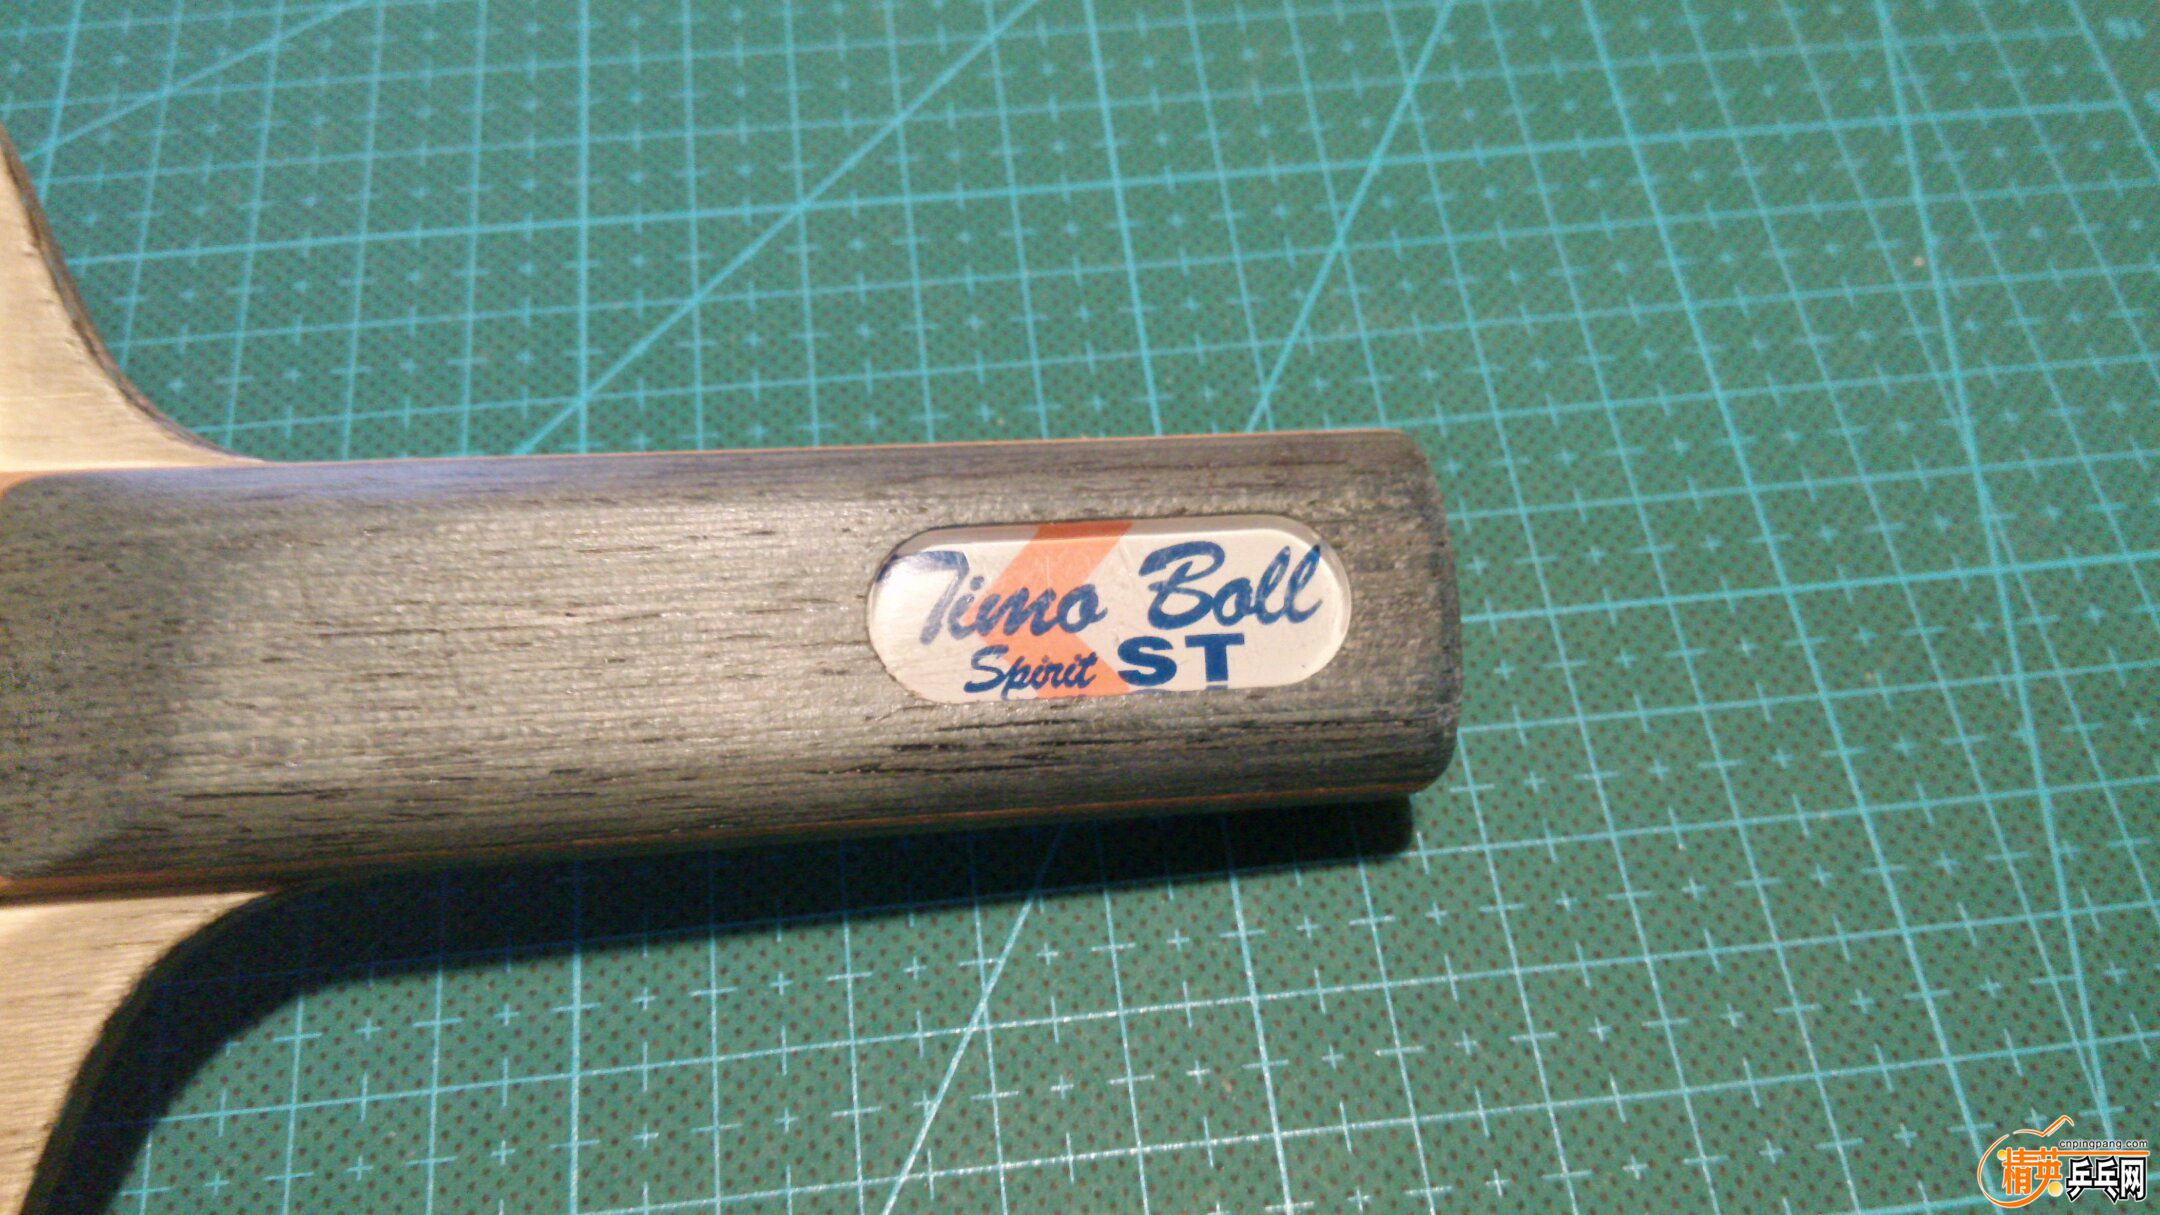 Timo Boll
Spirit ST
cnpingpang.com
精英乒乓网